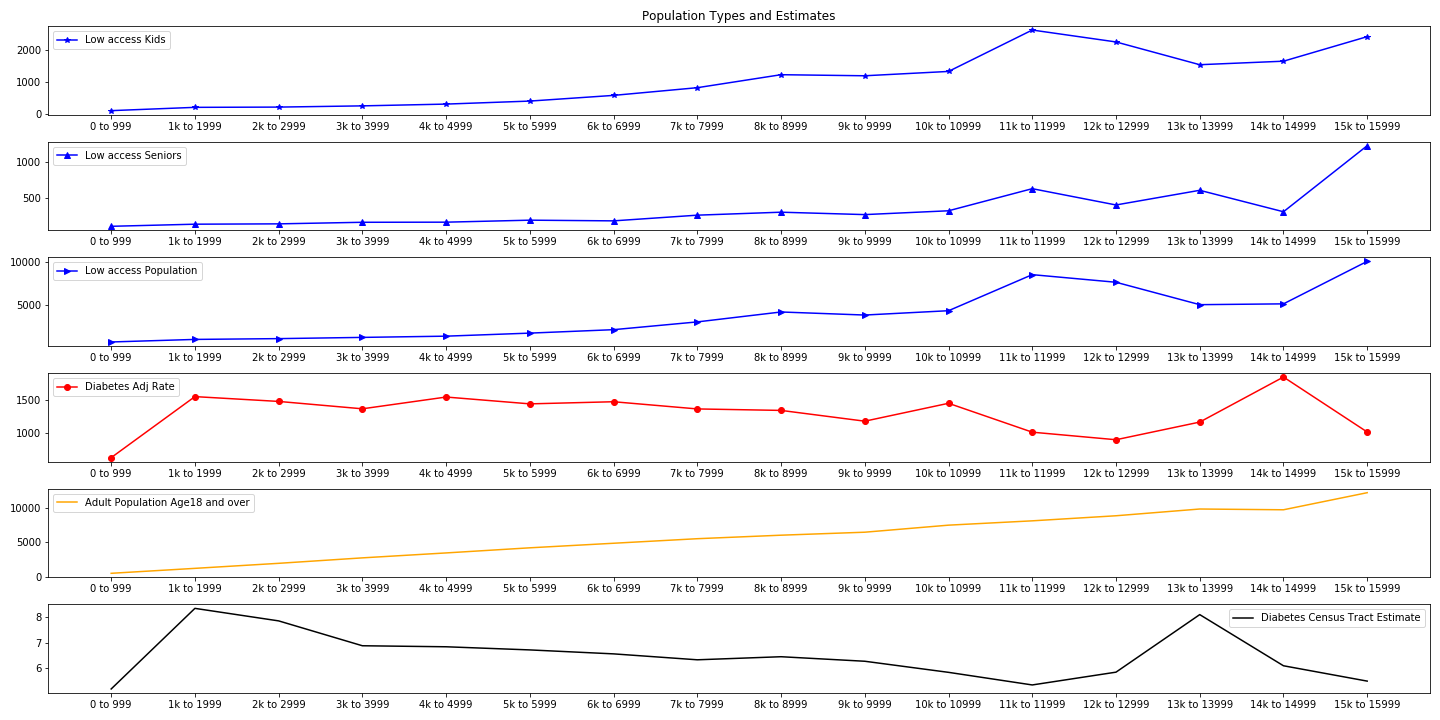 Population Types and Estimates
Low access Kids
2000
1000
0
0 to 999 1k to 1999 2k to 2999 3k to 3999 4k to 4999 5k to 5999 6k to 6999 7k to 7999 8k to 8999 9k to 9999 10k to 10999 11k to 11999 12k to 12999 13k to 13999 14k to 14999 15k to 15999
Low access Seniors
1000
500
0 to 999 1k to 1999 2k to 2999 3k to 3999 4k to 4999 5k to 5999 6k to 6999 7k to 7999 8k to 8999 9k to 9999 10k to 10999 11k to 11999 12k to 12999 13k to 13999 14k to 14999 15k to 15999
10000
Low access Population
5000
0 to 999 1k to 1999 2k to 2999 3k to 3999 4k to 4999 5k to 5999 6k to 6999 7k to 7999 8k to 8999 9k to 9999 10k to 10999 11k to 11999 12k to 12999 13k to 13999 14k to 14999 15k to 15999
Diabetes Adj Rate
1500
1000
0 to 999 1k to 1999 2k to 2999 3k to 3999 4k to 4999 5k to 5999 6k to 6999 7k to 7999 8k to 8999 9k to 9999 10k to 10999 11k to 11999 12k to 12999 13k to 13999 14k to 14999 15k to 15999
Adult Population Age18 and over
10000
5000
0
0 to 999 1k to 1999 2k to 2999 3k to 3999 4k to 4999 5k to 5999 6k to 6999 7k to 7999 8k to 8999 9k to 9999 10k to 10999 11k to 11999 12k to 12999 13k to 13999 14k to 14999 15k to 15999
Diabetes Census Tract Estimate
8
7
6
0 to 999 1k to 1999 2k to 2999 3k to 3999 4k to 4999 5k to 5999 6k to 6999 7k to 7999 8k to 8999 9k to 9999 10k to 10999 11k to 11999 12k to 12999 13k to 13999 14k to 14999 15k to 15999